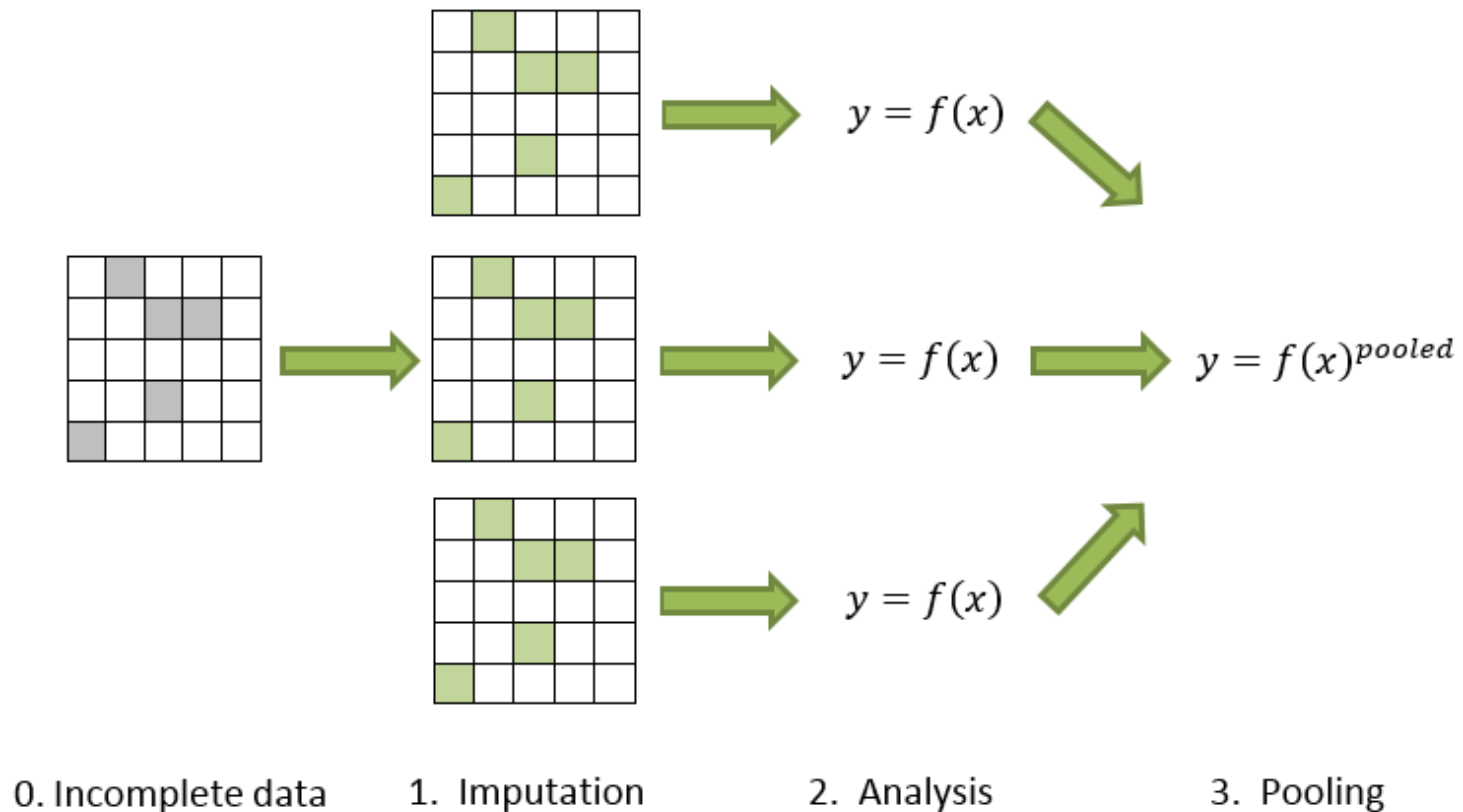 y = f(x)
y = f(x)
y = f(x)^{pooled}
y = f(x)
0. Incomplete data
1. Imputation
2. Analysis
3. Pooling